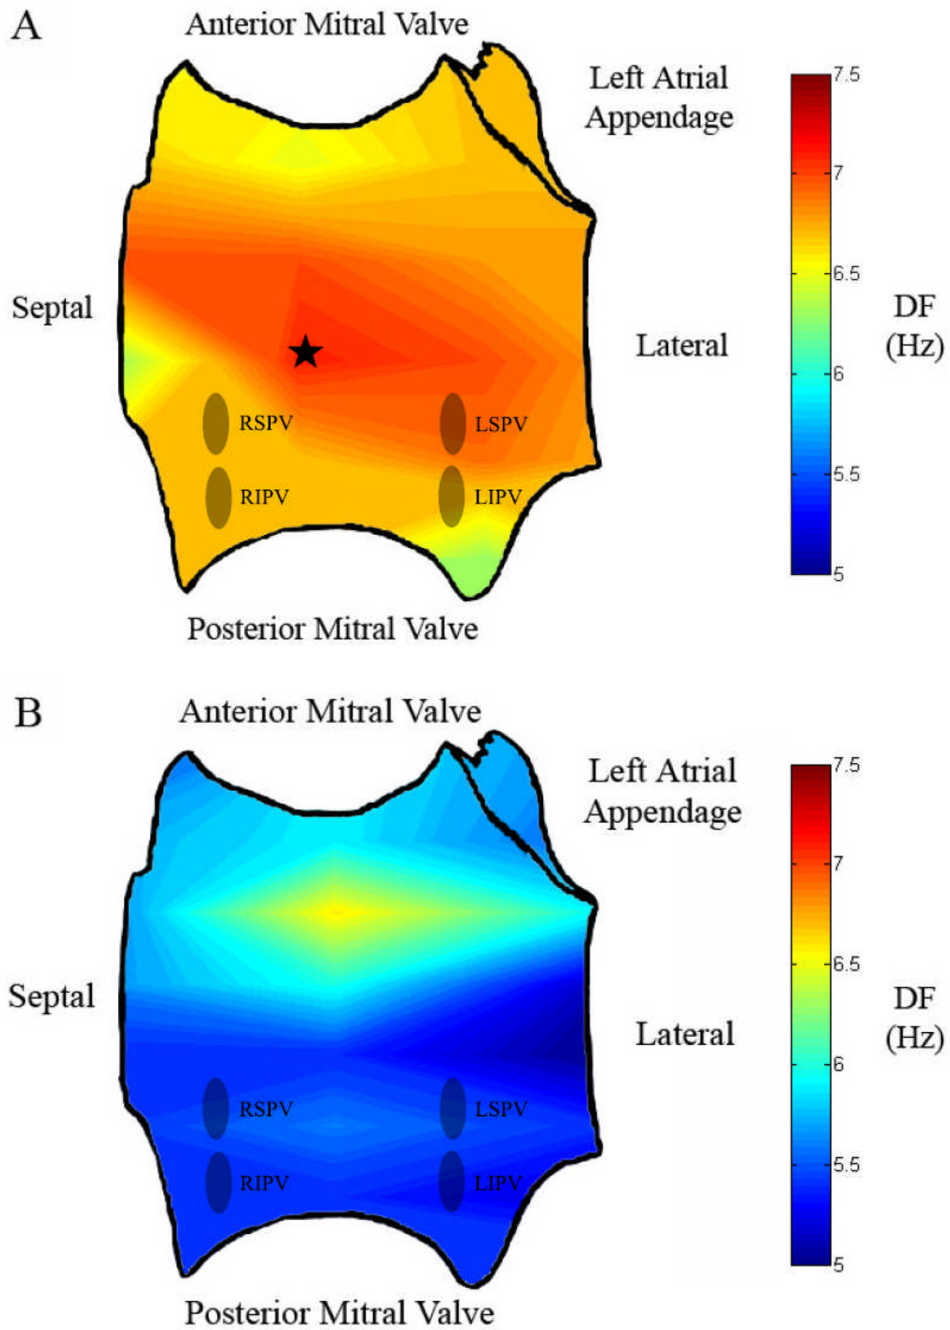 A
Anterior Mitral Valve
Left Atrial
Appendage
7.5
7
6.5
6
5.5
5
Septal
Lateral
DF
(Hz)
RSPV
LSPV
RIPV
LIPV
Posterior Mitral Valve
B
Anterior Mitral Valve
Left Atrial
Appendage
7.5
7
6.5
6
5.5
5
Septal
Lateral
DF
(Hz)
RSPV
LSPV
RIPV
LIPV
Posterior Mitral Valve